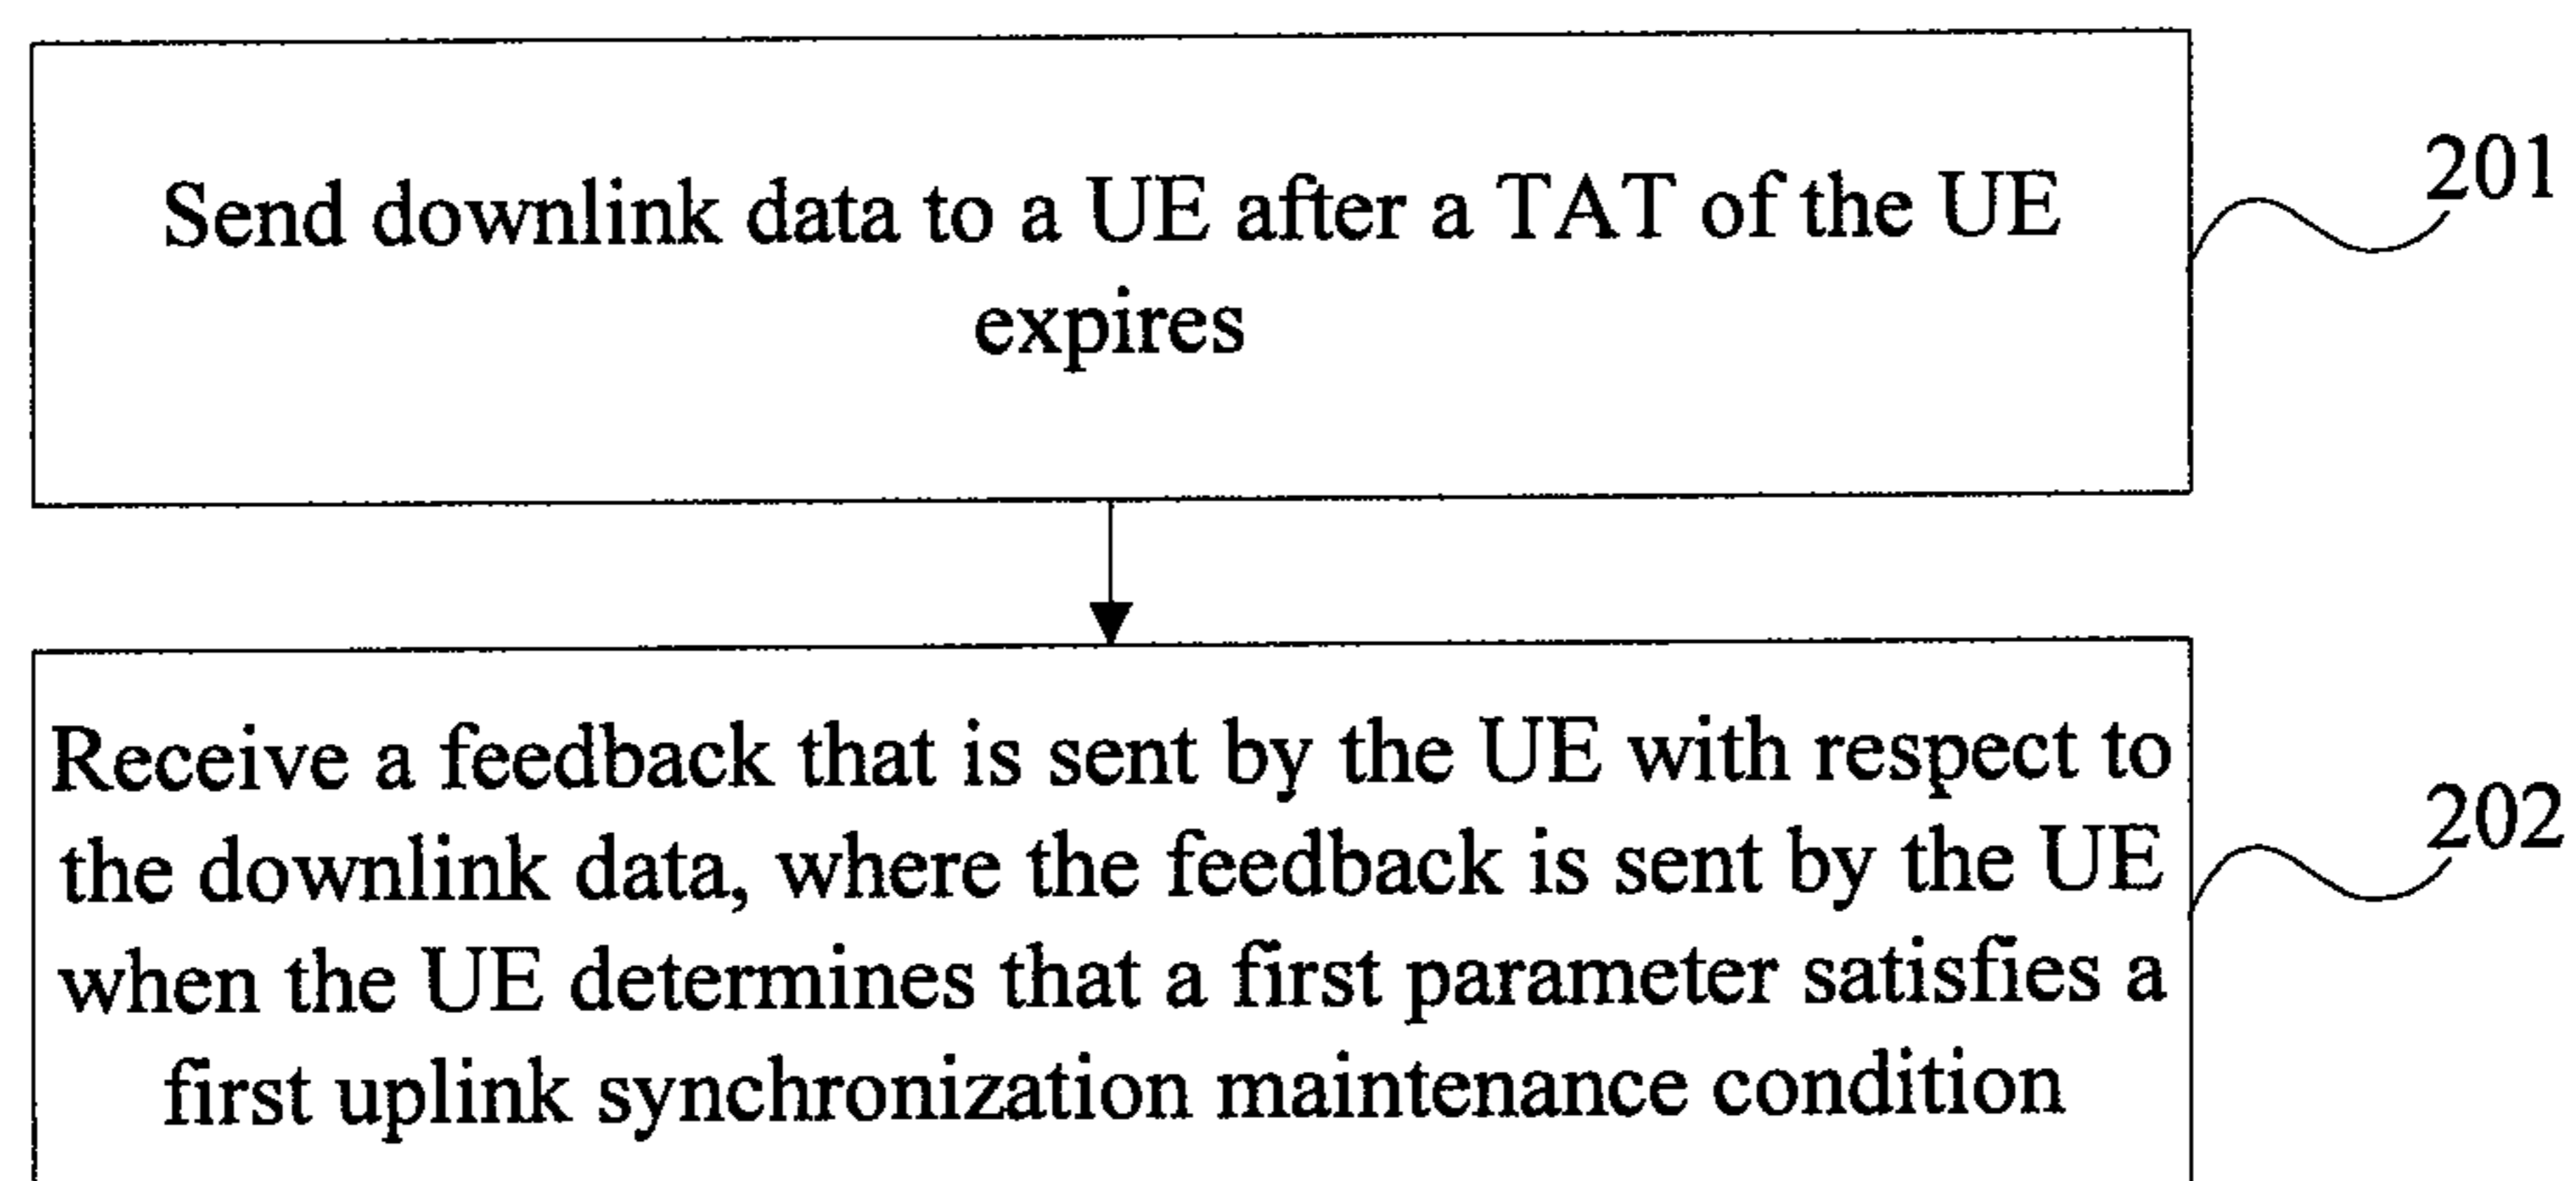 Send downlink data to a UE after a TAT of the UE
expires
201
Receive a feedback that is sent by the UE with respect to
the downlink data, where the feedback is sent by the UE
when the UE determines that a first parameter satisfies a
first uplink synchronization maintenance condition
202